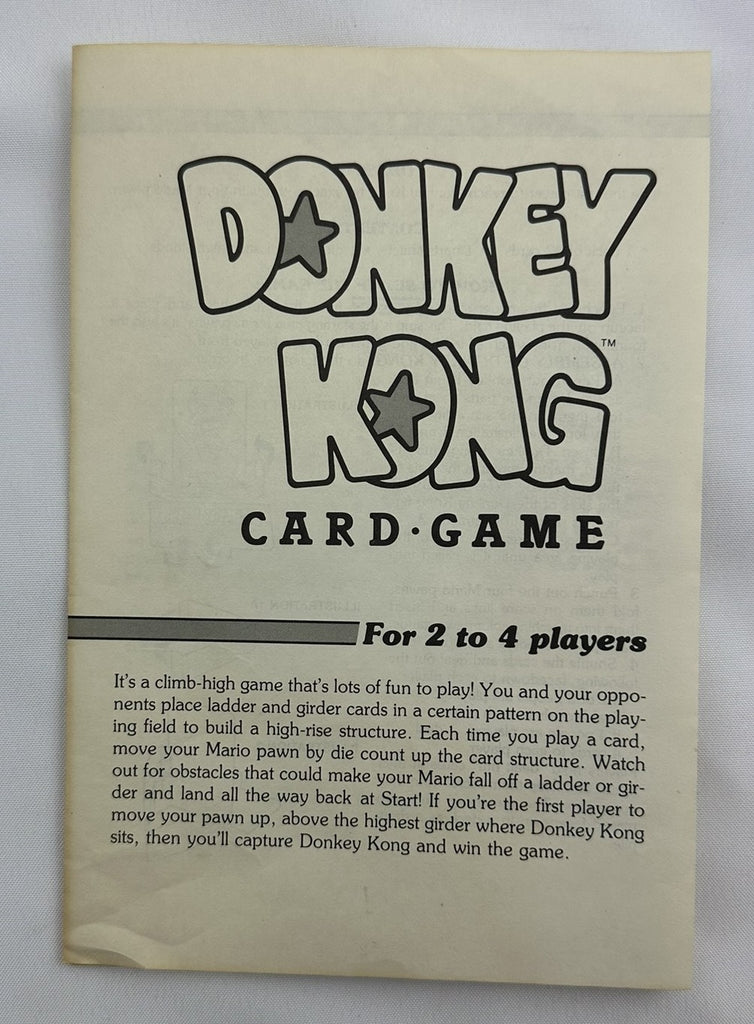 DONKEY
KONG™
CARD·GAME
For 2 to 4 players
It's a climb-high game that's lots of fun to play! You and your oppo-
nents place ladder and girder cards in a certain pattern on the play-
ing field to build a high-rise structure. Each time you play a card,
move your Mario pawn by die count up the card structure. Watch
out for obstacles that could make your Mario fall off a ladder or gir-
der and land all the way back at Start! If you're the first player to
move your pawn up, above the highest girder where Donkey Kong
sits, then you'll capture Donkey Kong and win the game.